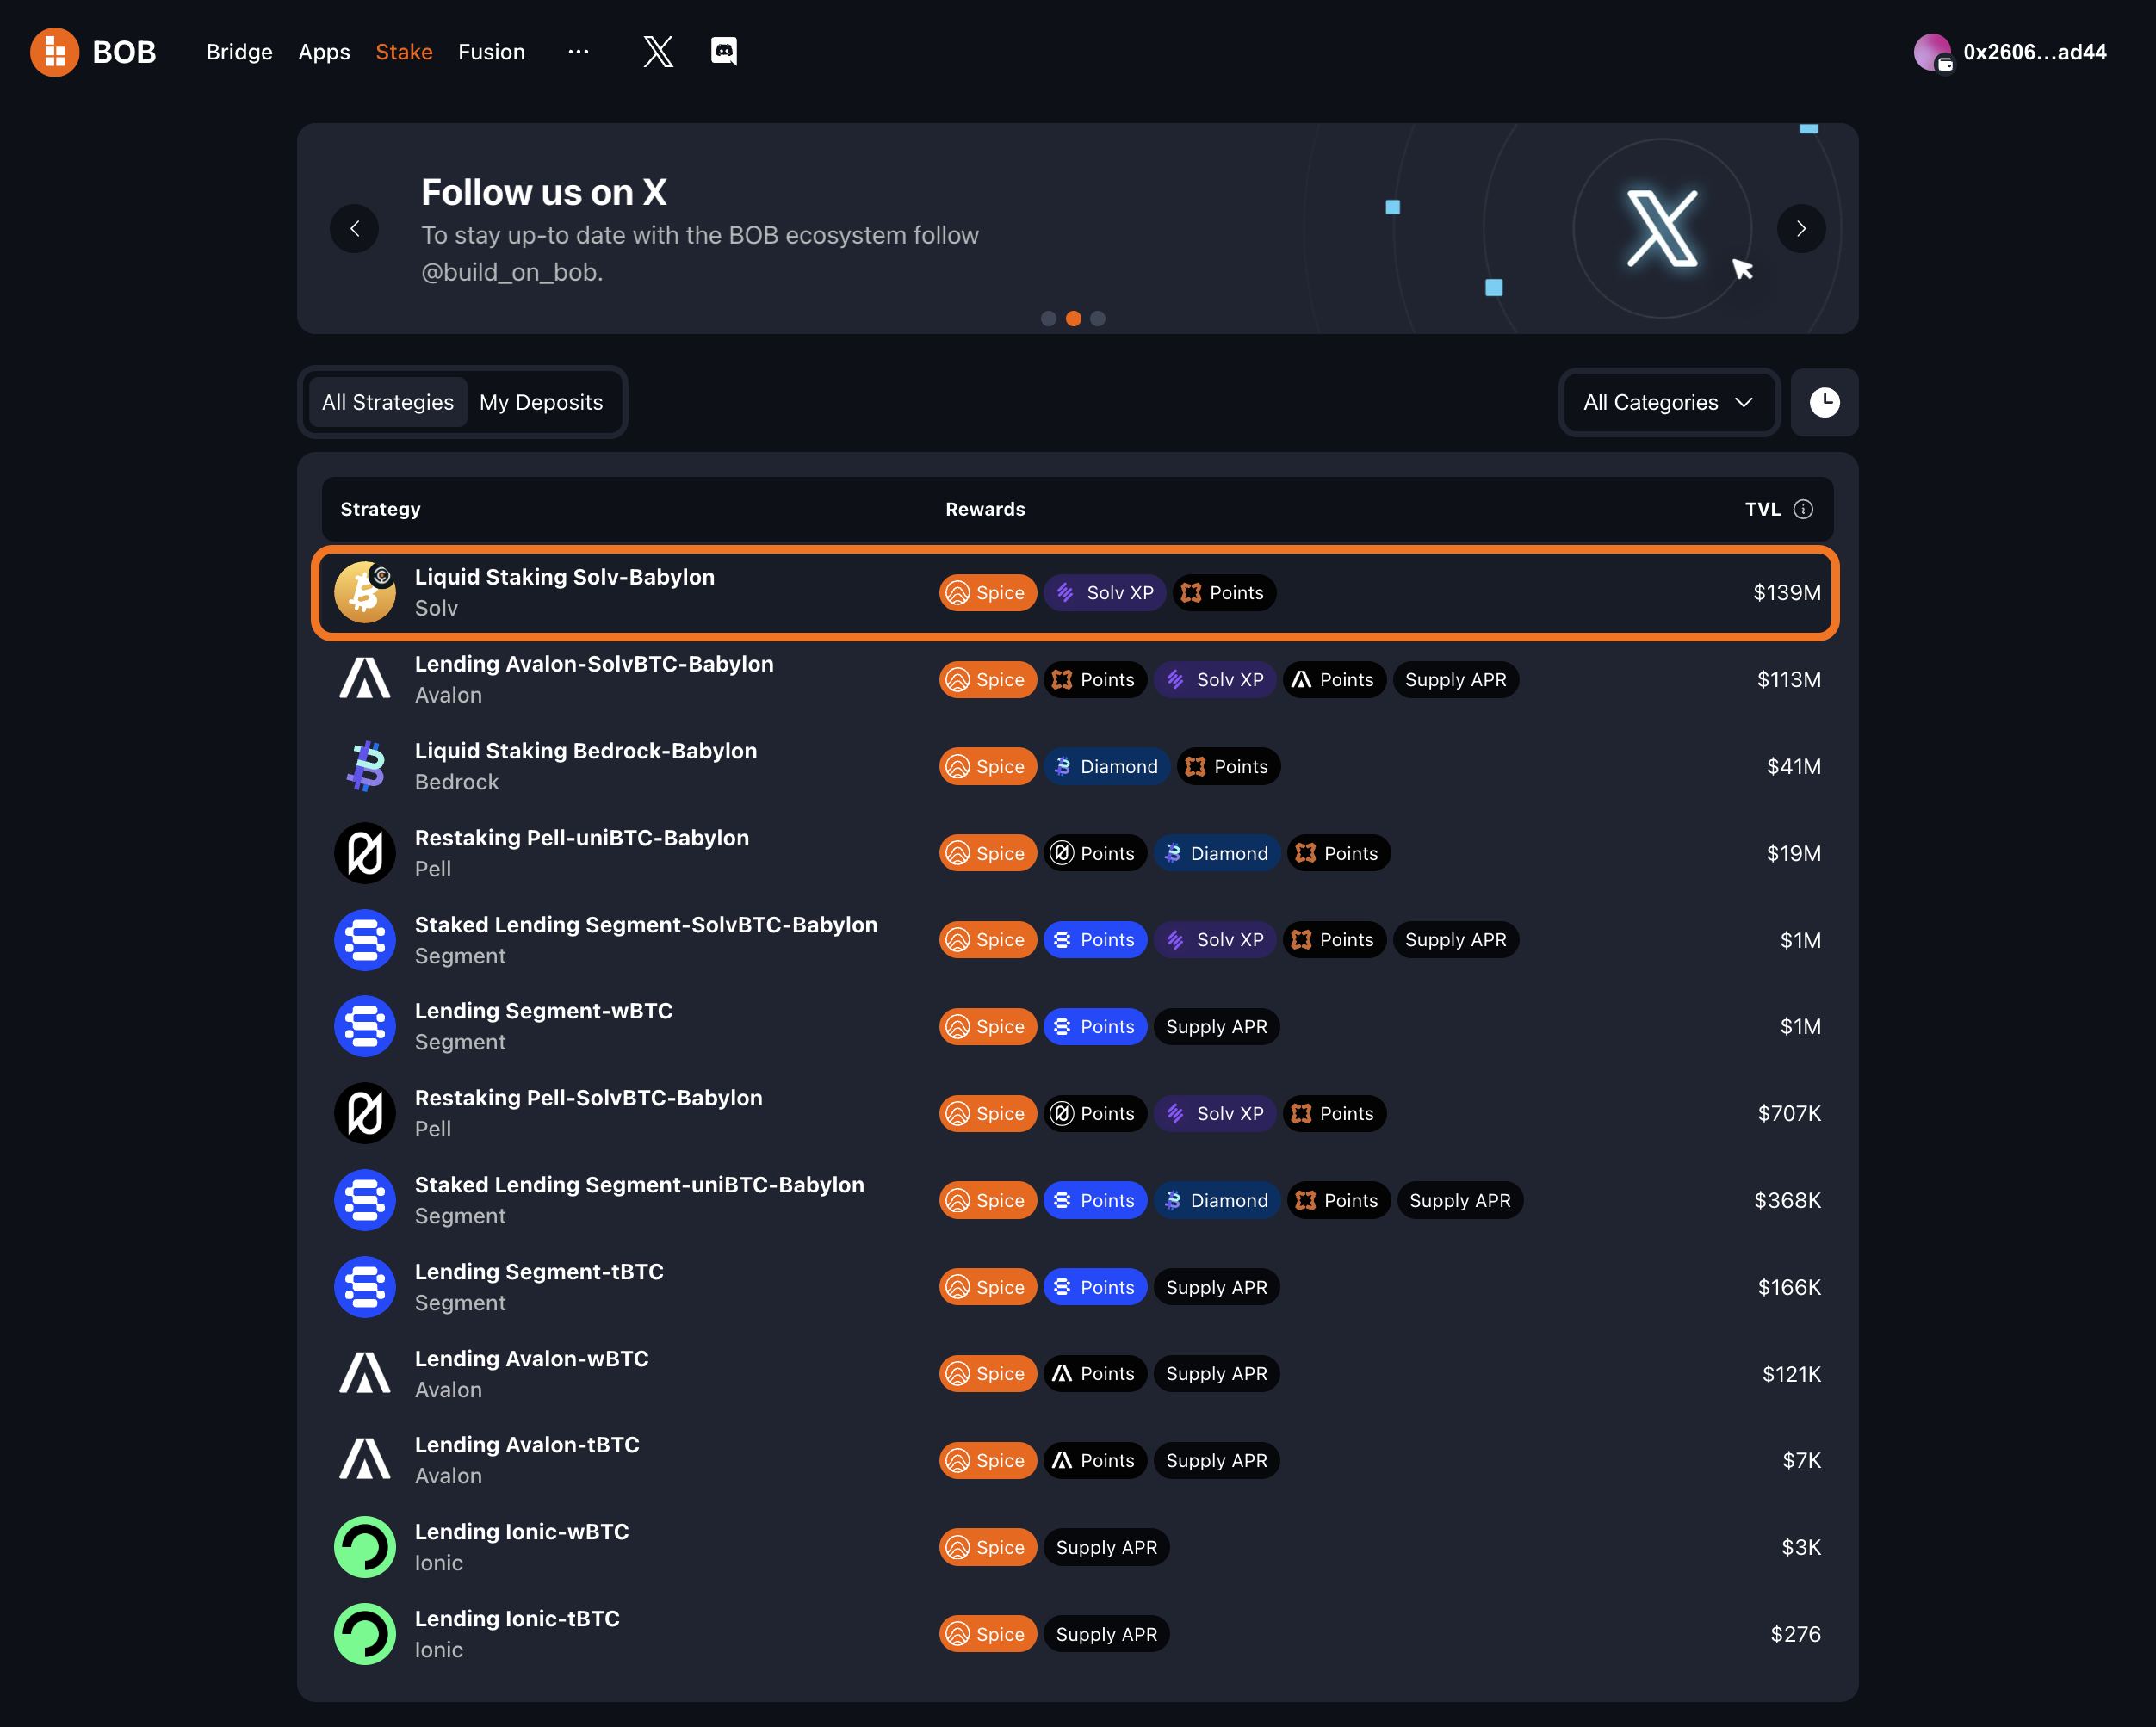 BOB Bridge Apps Stake Fusion ... 0x2606...ad44
Follow us on X
To stay up-to date with the BOB ecosystem follow
@build_on_bob.
All Strategies My Deposits All Categories
Strategy Rewards TVL
Liquid Staking Solv-Babylon
Solv
Spice Solv XP Points $139M
Lending Avalon-SolvBTC-Babylon
Avalon
Spice Points Solv XP Points Supply APR $113M
Liquid Staking Bedrock-Babylon
Bedrock
Spice Diamond Points $41M
Restaking Pell-uniBTC-Babylon
Pell
Spice Points Diamond Points $19M
Staked Lending Segment-SolvBTC-Babylon
Segment
Spice Points Solv XP Points Supply APR $1M
Lending Segment-wBTC
Segment
Spice Points Supply APR $1M
Restaking Pell-SolvBTC-Babylon
Pell
Spice Points Solv XP Points $707K
Staked Lending Segment-uniBTC-Babylon
Segment
Spice Points Diamond Points Supply APR $368K
Lending Segment-tBTC
Segment
Spice Points Supply APR $166K
Lending Avalon-wBTC
Avalon
Spice Points Supply APR $121K
Lending Avalon-tBTC
Avalon
Spice Points Supply APR $7K
Lending Ionic-wBTC
Ionic
Spice Supply APR $3K
Lending Ionic-tBTC
Ionic
Spice Supply APR $276